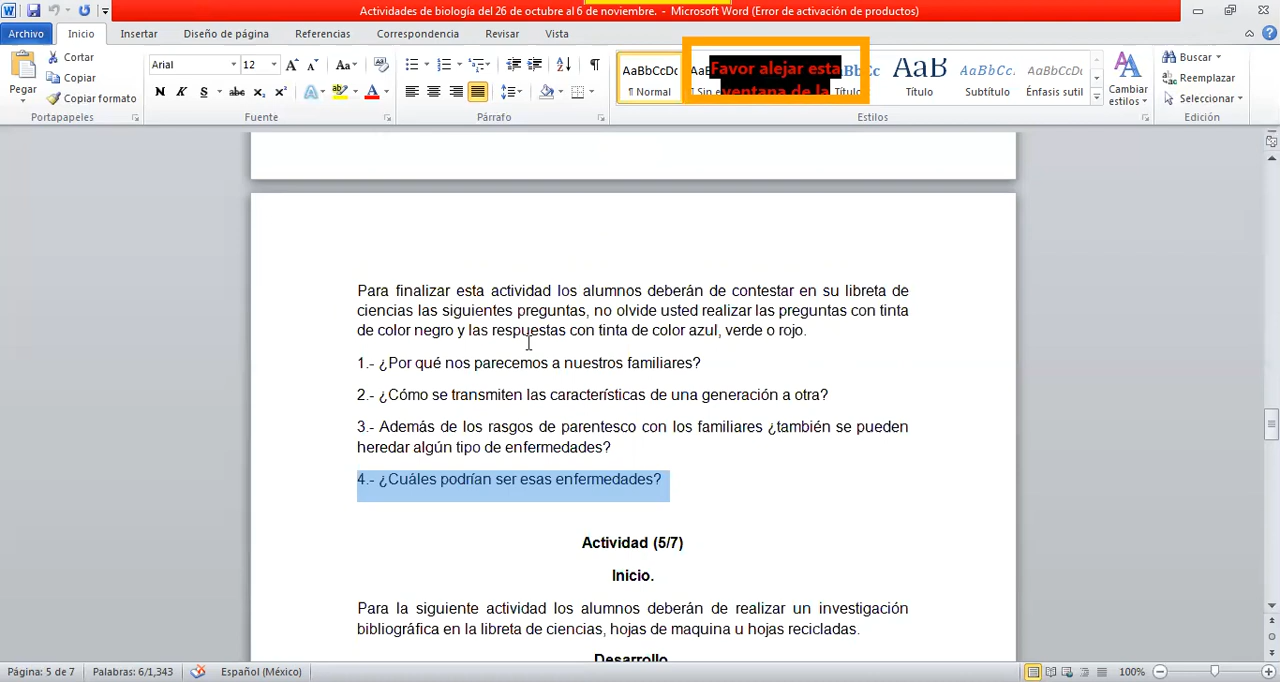 Actividades de biología del 26 de octubre al 6 de noviembre. - Microsoft Word (Error de activación de productos)
Archivo Inicio Insertar Diseño de página Referencias Correspondencia Revisar Vista
Pegar
Cortar
Copiar
Copiar formato
Portapapeles
Arial 12
N K S abc x₂ x²
Fuente
Párrafo
AaBbCcDc
¶ Normal
Favor alejar esta
ventana de la
Título
AaB
Título
AaBbCc.
Subtítulo
AaBbCcDc
Énfasis sutil
Cambiar
estilos
Estilos
Buscar
Reemplazar
Seleccionar
Edición
Para finalizar esta actividad los alumnos deberán de contestar en su libreta de
ciencias las siguientes preguntas, no olvide usted realizar las preguntas con tinta
de color negro y las respuestas con tinta de color azul, verde o rojo.
1.- ¿Por qué nos parecemos a nuestros familiares?
2.- ¿Cómo se transmiten las características de una generación a otra?
3.- Además de los rasgos de parentesco con los familiares ¿también se pueden
heredar algún tipo de enfermedades?
4.- ¿Cuáles podrían ser esas enfermedades?
Actividad (5/7)
Inicio.
Para la siguiente actividad los alumnos deberán de realizar un investigación
bibliográfica en la libreta de ciencias, hojas de maquina u hojas recicladas.
Desarrollo
Página: 5 de 7 Palabras: 6/1,343 Español (México) 100%